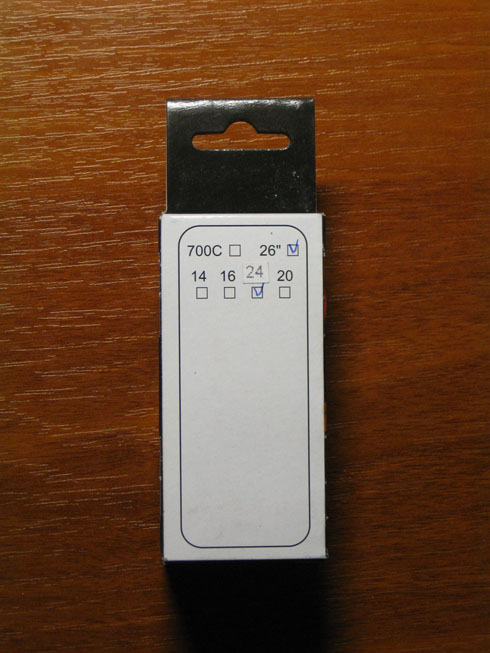 700C ☐ 26" ☑
14 16 24 20
☐ ☐ ☑ ☐